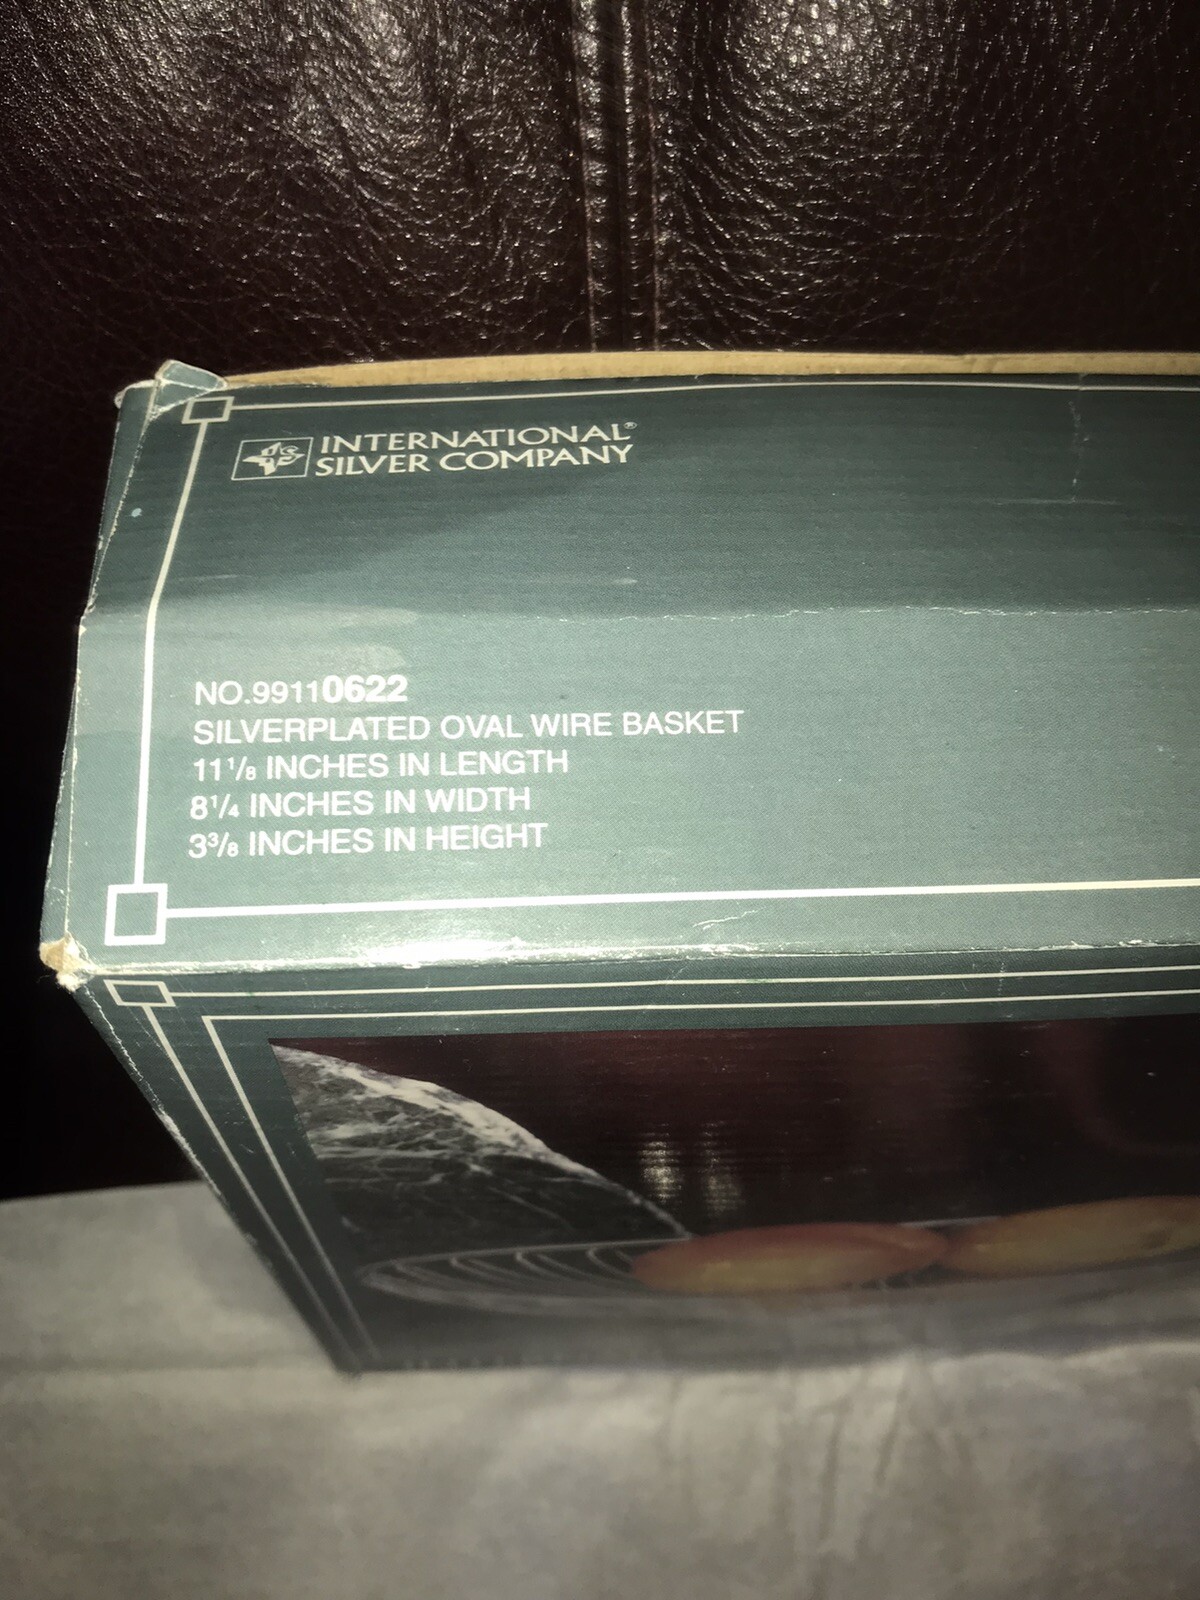 INTERNATIONAL®
SILVER COMPANY
NO.99110622
SILVERPLATED OVAL WIRE BASKET
11 1/8 INCHES IN LENGTH
8 1/4 INCHES IN WIDTH
3 3/8 INCHES IN HEIGHT